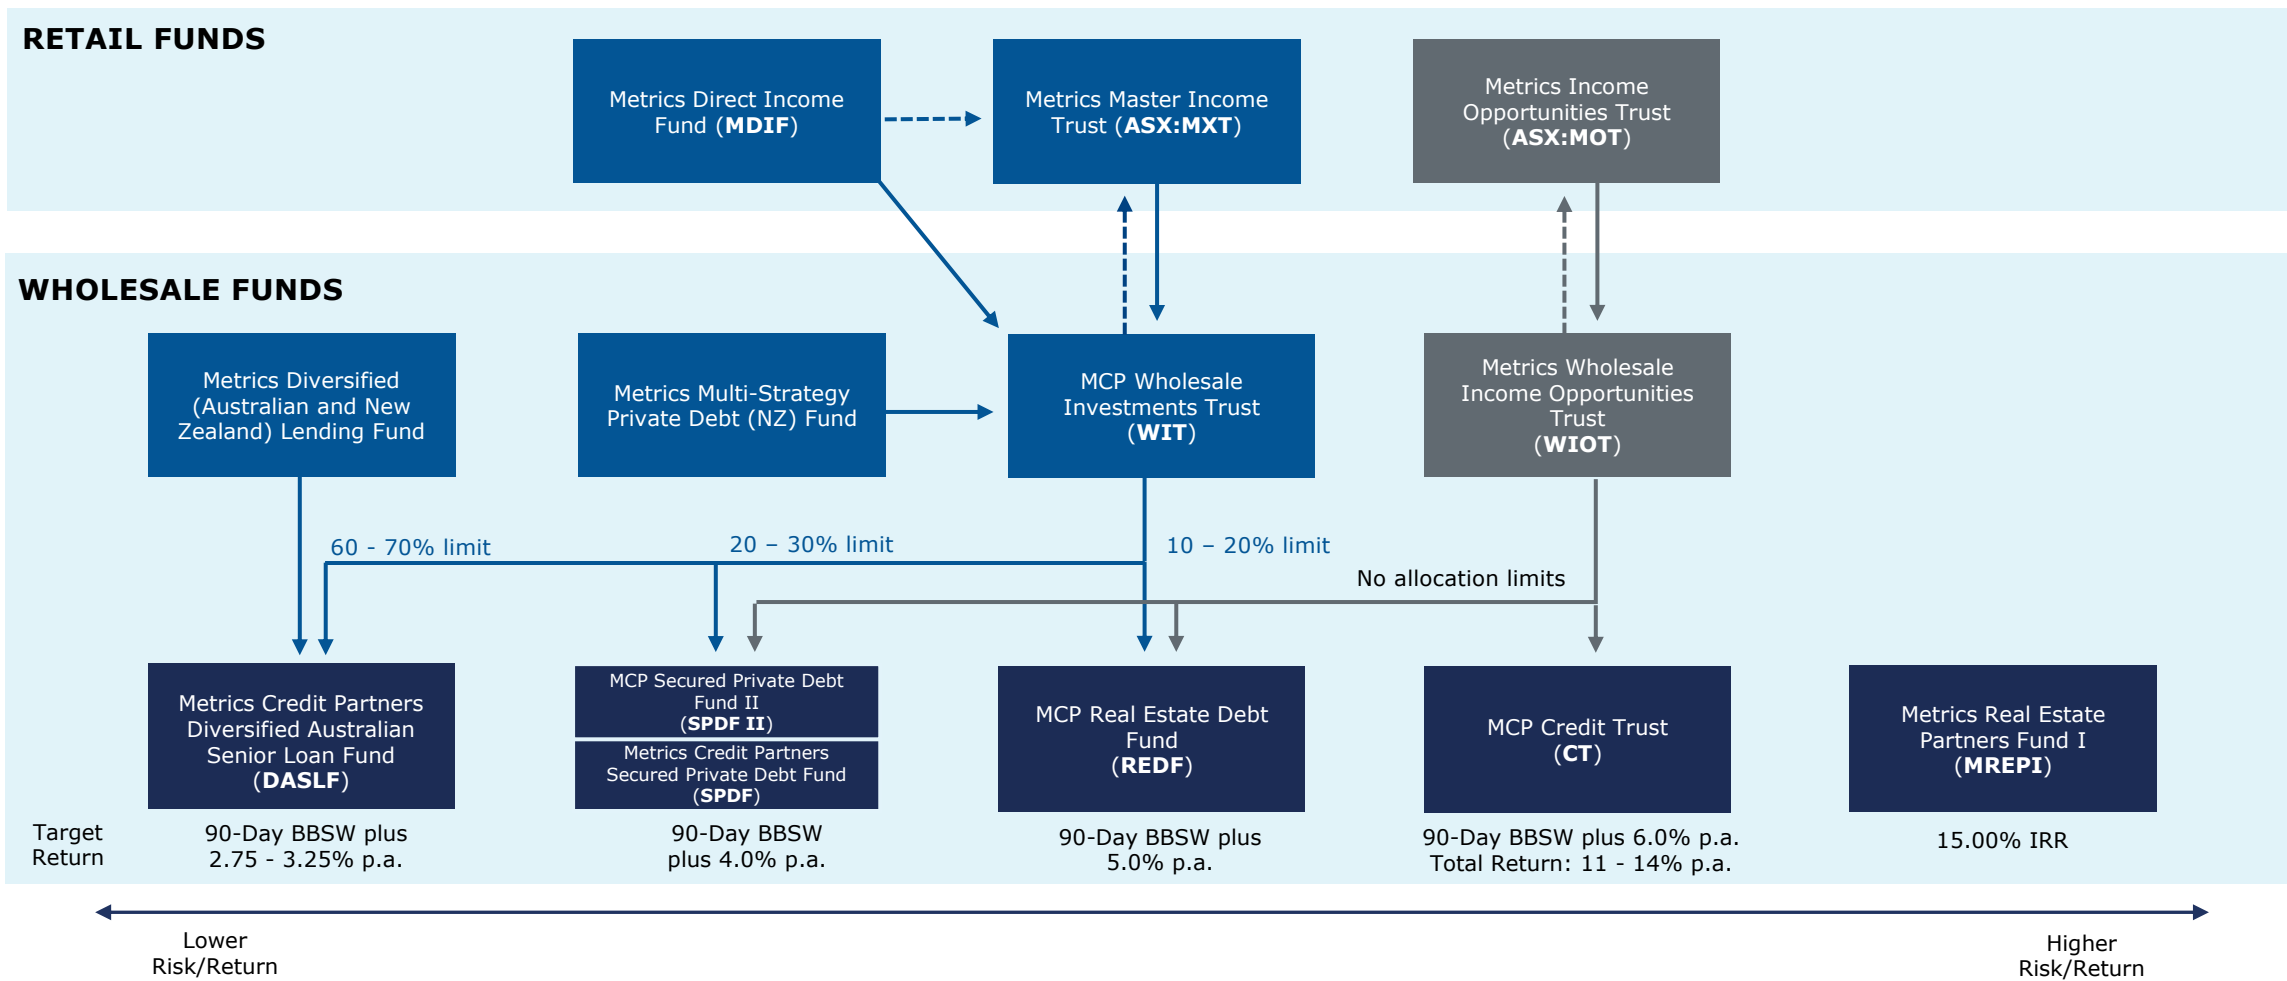 RETAIL FUNDS
Metrics Direct Income
Fund (MDIF)
Metrics Master Income
Trust (ASX:MXT)
Metrics Income
Opportunities Trust
(ASX:MOT)
WHOLESALE FUNDS
Metrics Diversified
(Australian and New
Zealand) Lending Fund
Metrics Multi-Strategy
Private Debt (NZ) Fund
MCP Wholesale
Investments Trust
(WIT)
Metrics Wholesale
Income Opportunities
Trust
(WIOT)
60 - 70% limit
20 – 30% limit
10 – 20% limit
No allocation limits
Metrics Credit Partners
Diversified Australian
Senior Loan Fund
(DASLF)
MCP Secured Private Debt
Fund II
(SPDF II)
Metrics Credit Partners
Secured Private Debt Fund
(SPDF)
MCP Real Estate Debt
Fund
(REDF)
MCP Credit Trust
(CT)
Metrics Real Estate
Partners Fund I
(MREPI)
Target
Return
90-Day BBSW plus
2.75 - 3.25% p.a.
90-Day BBSW
plus 4.0% p.a.
90-Day BBSW plus
5.0% p.a.
90-Day BBSW plus 6.0% p.a.
Total Return: 11 - 14% p.a.
15.00% IRR
Lower
Risk/Return
Higher
Risk/Return